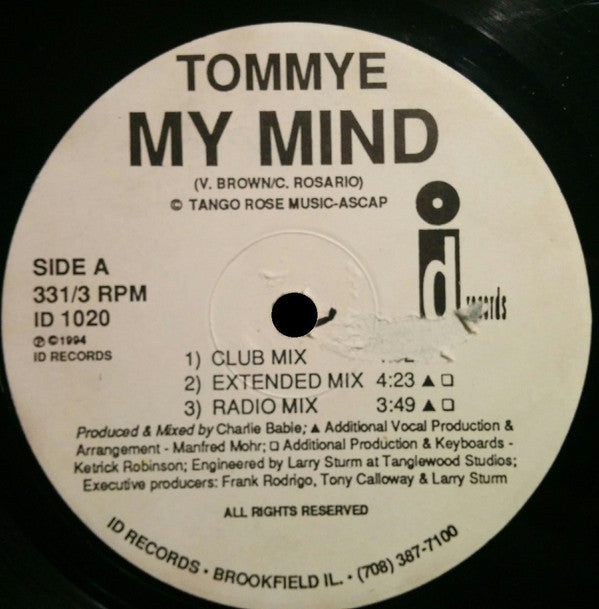 TOMMYE
MY MIND
(V. BROWN/C. ROSARIO)
© TANGO ROSE MUSIC-ASCAP
id
SIDE A
331/3 RPM
ID 1020
℗ ©1994
ID RECORDS
1) CLUB MIX
2) EXTENDED MIX 4:23 ▲ ❏
3) RADIO MIX 3:49 ▲ ❏
Produced & Mixed by Charlie Babie; ▲ Additional Vocal Production &
Arrangement - Manfred Mohr; ❏ Additional Production & Keyboards -
Ketrick Robinson; Engineered by Larry Sturm at Tanglewood Studios;
Executive producers: Frank Rodrigo, Tony Calloway & Larry Sturm
ALL RIGHTS RESERVED
ID RECORDS • BROOKFIELD IL. • (708) 387-7100